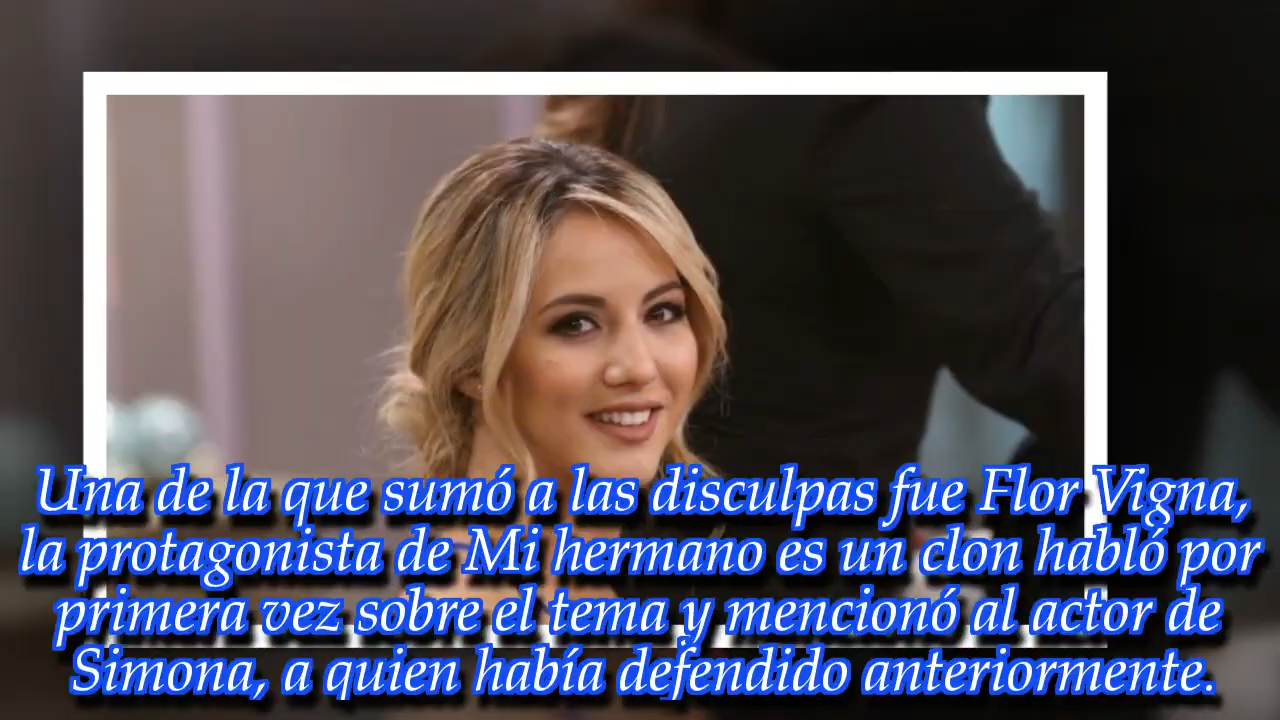 Una de la que sumó a las disculpas fue Flor Vigna,
la protagonista de Mi hermano es un clon habló por
primera vez sobre el tema y mencionó al actor de
Simona, a quien había defendido anteriormente.